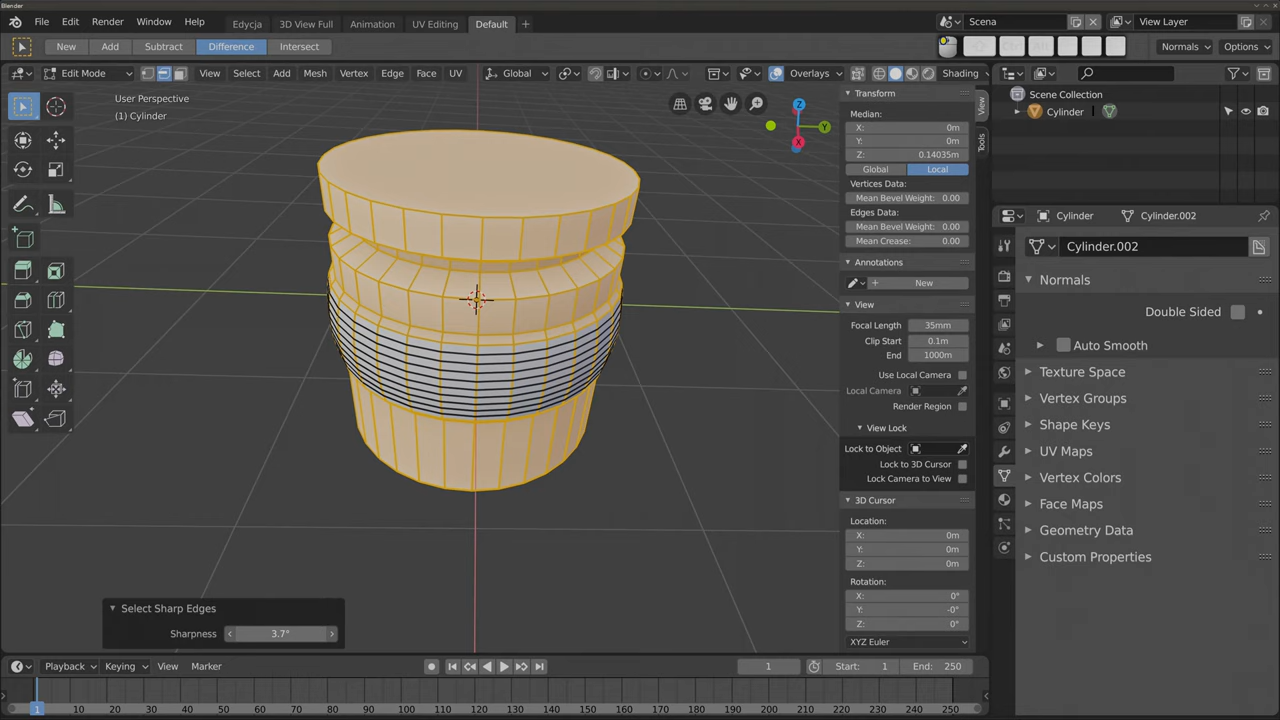 Blender
File Edit Render Window Help Edycja 3D View Full Animation UV Editing Default + Scena View Layer
New Add Subtract Difference Intersect Ctrl Alt Normals Options
Edit Mode View Select Add Mesh Vertex Edge Face UV Global Overlays Shading
User Perspective
(1) Cylinder
Z
Y
X
Transform
Median:
X: 0m
Y: 0m
Z: 0.14035m
Global Local
Vertices Data:
Mean Bevel Weight: 0.00
Edges Data:
Mean Bevel Weight: 0.00
Mean Crease: 0.00
Annotations
+ New
View
Focal Length 35mm
Clip Start 0.1m
End 1000m
Use Local Camera
Local Camera
Render Region
View Lock
Lock to Object
Lock to 3D Cursor
Lock Camera to View
3D Cursor
Location:
X: 0m
Y: 0m
Z: 0m
Rotation:
X: 0°
Y: -0°
Z: 0°
XYZ Euler
View
Tools
Scene Collection
Cylinder
Cylinder Cylinder.002
Cylinder.002
Normals
Double Sided
Auto Smooth
Texture Space
Vertex Groups
Shape Keys
UV Maps
Vertex Colors
Face Maps
Geometry Data
Custom Properties
Select Sharp Edges
Sharpness 3.7°
Playback Keying View Marker 1 Start: 1 End: 250
1 10 20 30 40 50 60 70 80 90 100 110 120 130 140 150 160 170 180 190 200 210 220 230 240 250